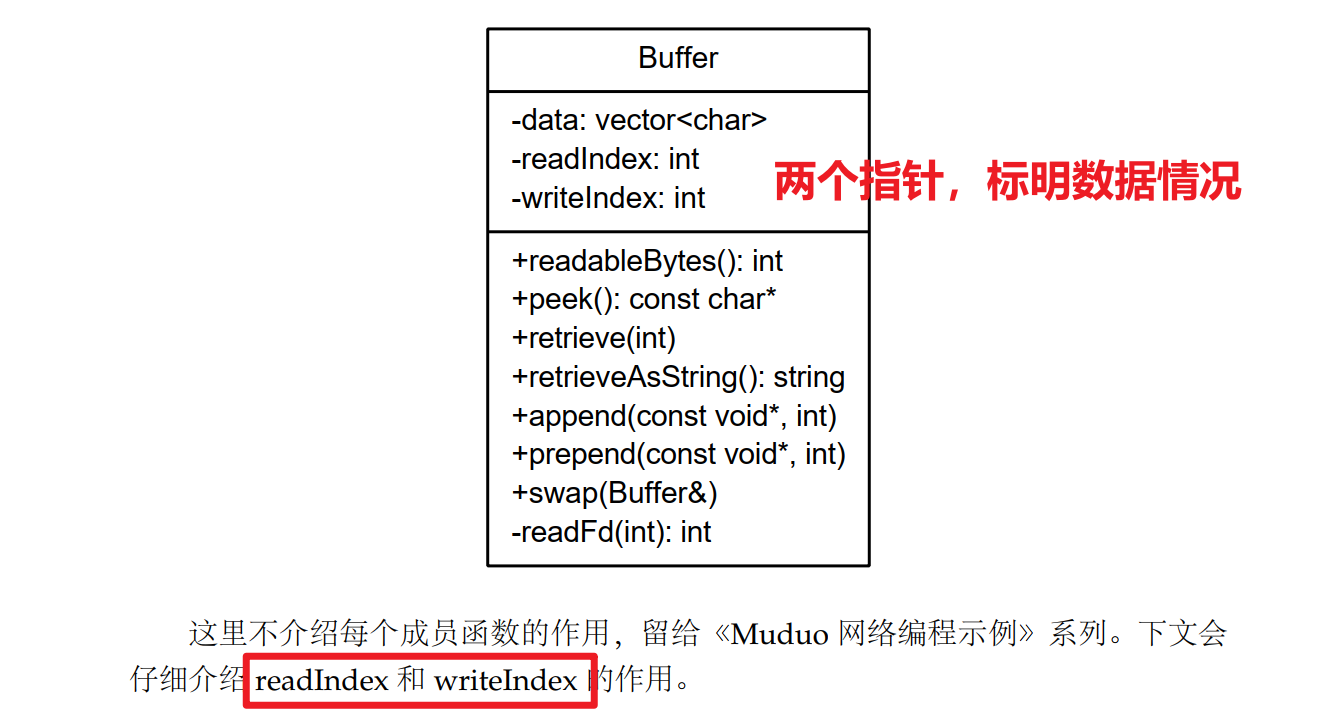 Buffer
-data: vector<char>
-readIndex: int
-writeIndex: int
两个指针，标明数据情况
+readableBytes(): int
+peek(): const char*
+retrieve(int)
+retrieveAsString(): string
+append(const void*, int)
+prepend(const void*, int)
+swap(Buffer&)
-readFd(int): int
这里不介绍每个成员函数的作用，留给《Muduo 网络编程示例》系列。下文会
仔细介绍 readIndex 和 writeIndex 的作用。